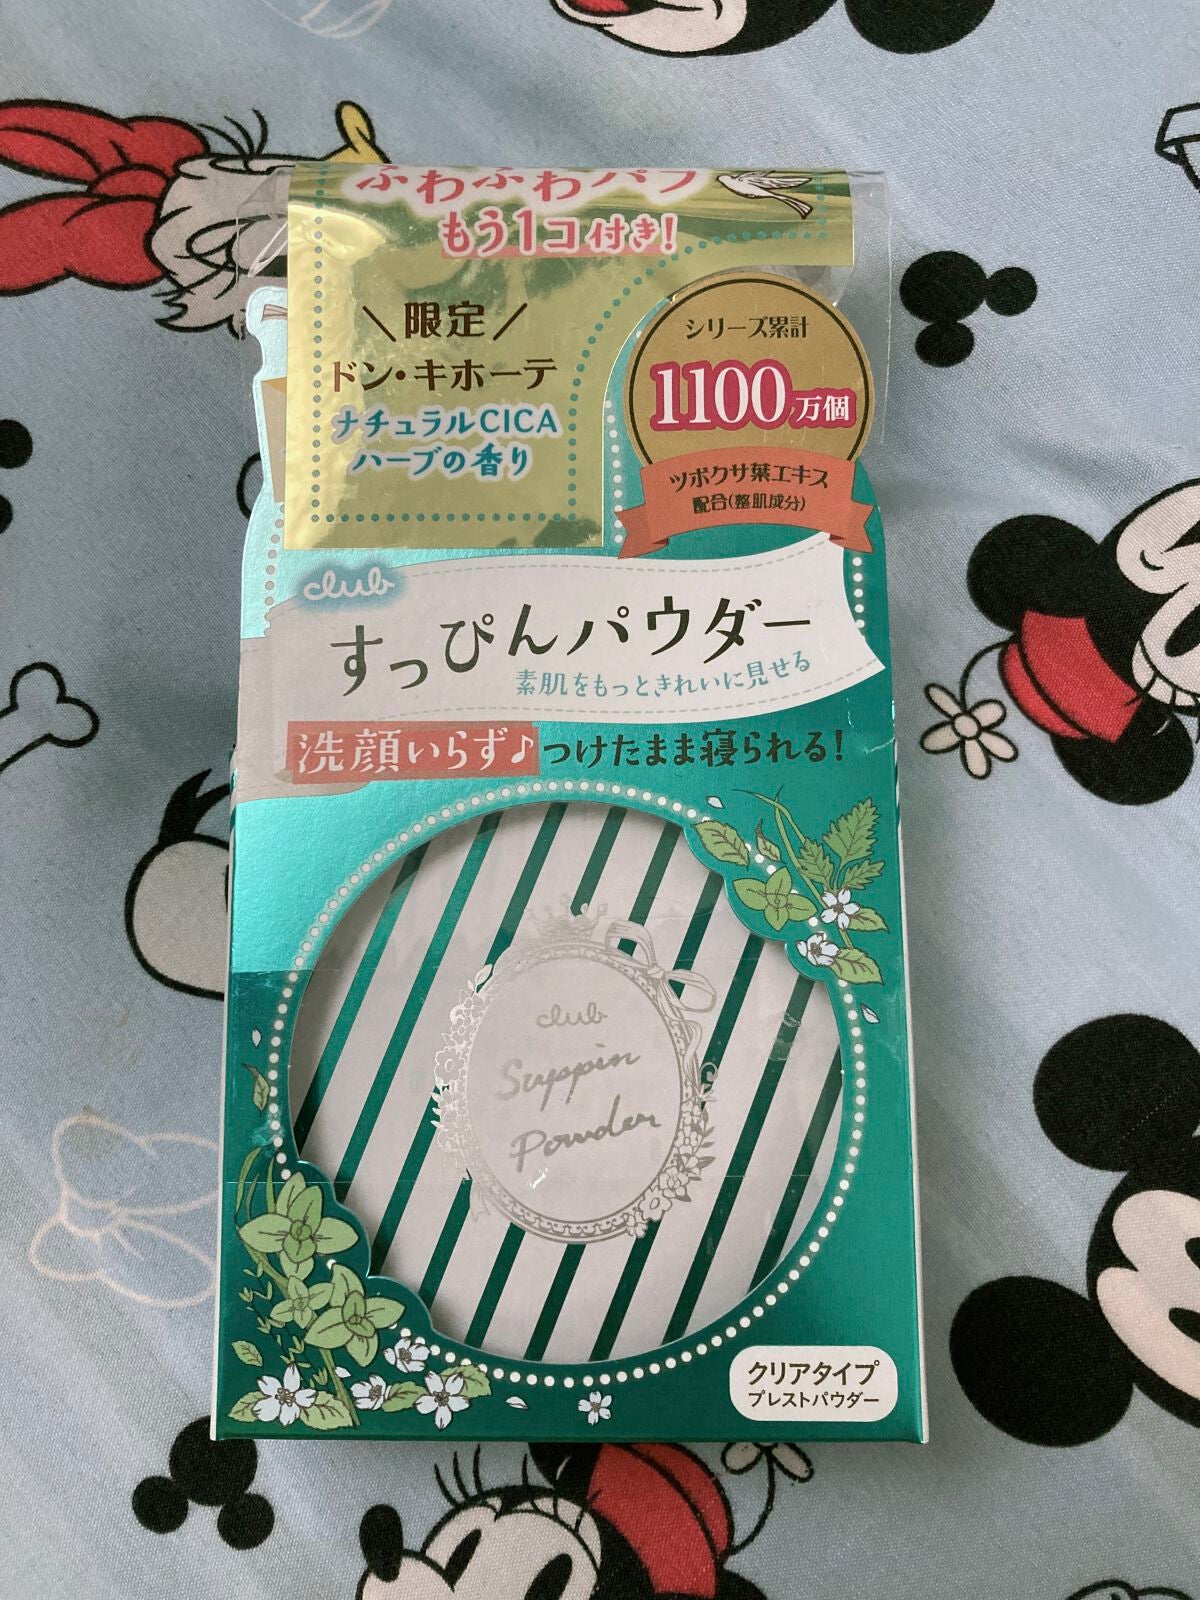 ふわふわパフ
もう1コ付き!
＼限定／
ドン・キホーテ
ナチュラルCICA
ハーブの香り
シリーズ累計
1100万個
ツボクサ葉エキス
配合(整肌成分)
club
すっぴんパウダー
素肌をもっときれいに見せる
洗顔いらず♪つけたまま寝られる!
club
Suppin
Powder
クリアタイプ
プレストパウダー